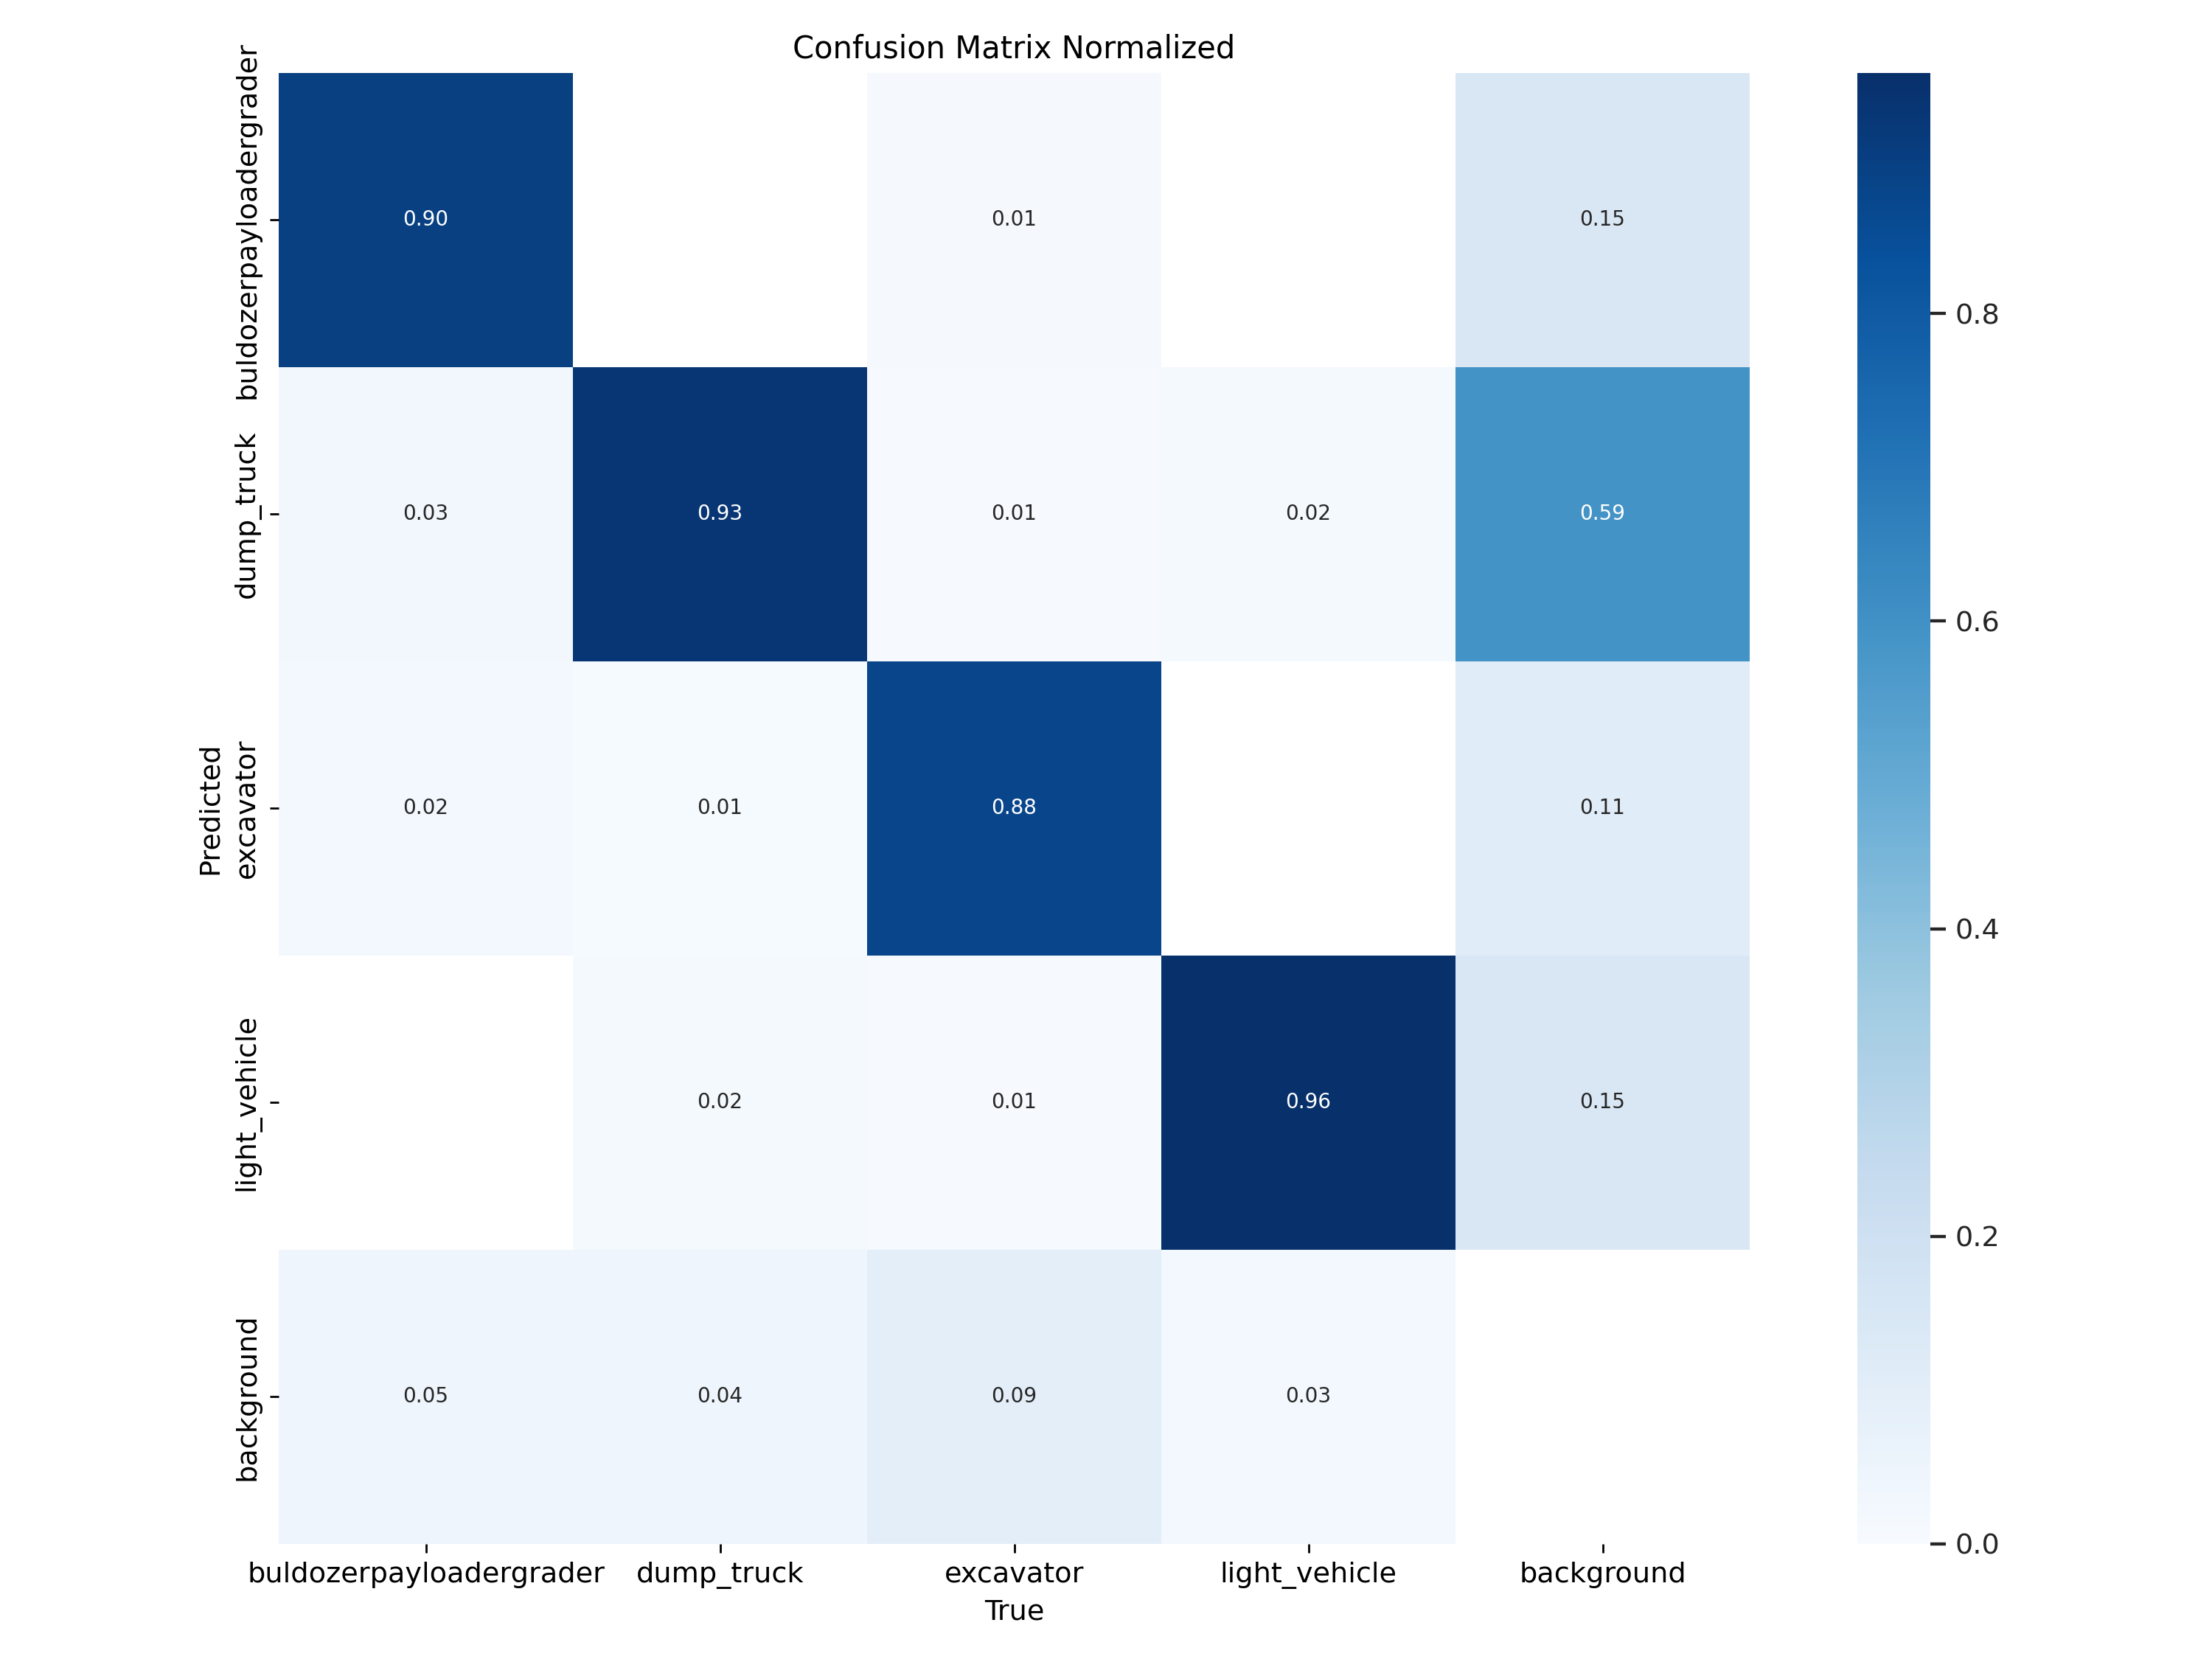 Confusion Matrix Normalized
buldozerpayloadergrader
0.90
0.01
0.15
dump_truck
0.03
0.93
0.01
0.02
0.59
Predicted
excavator
0.02
0.01
0.88
0.11
light_vehicle
0.02
0.01
0.96
0.15
background
0.05
0.04
0.09
0.03
buldozerpayloadergrader
dump_truck
excavator
light_vehicle
background
True
0.8
0.6
0.4
0.2
0.0